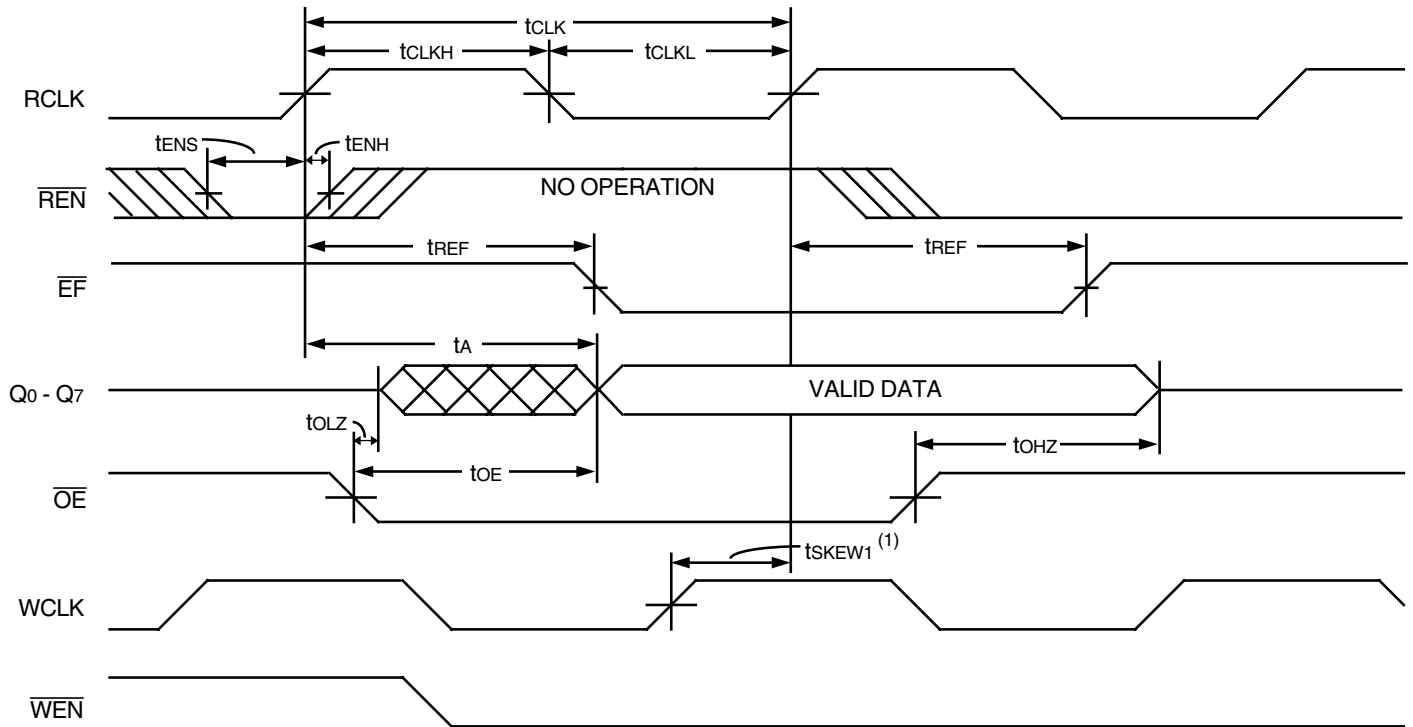 tCLK
tCLKH
tCLKL
RCLK
tENS
tENH
REN
NO OPERATION
tREF
tREF
EF
tA
Q0 - Q7
VALID DATA
tOLZ
tOE
tOHZ
OE
tSKEW1 (1)
WCLK
WEN